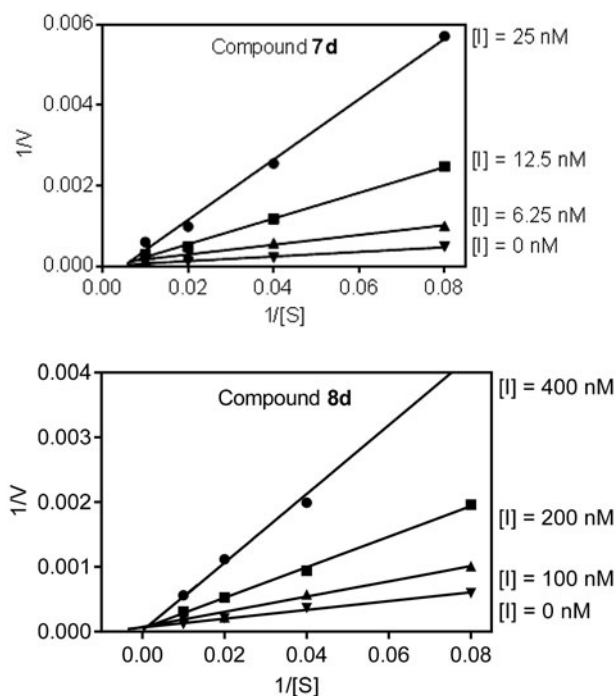 0.006
Compound 7d
[I] = 25 nM
0.004
1/V
[I] = 12.5 nM
0.002
[I] = 6.25 nM
[I] = 0 nM
0.000
0.00 0.02 0.04 0.06 0.08
1/[S]
0.004
Compound 8d
[I] = 400 nM
0.003
1/V
0.002
[I] = 200 nM
0.001
[I] = 100 nM
[I] = 0 nM
0.000
0.00 0.02 0.04 0.06 0.08
1/[S]